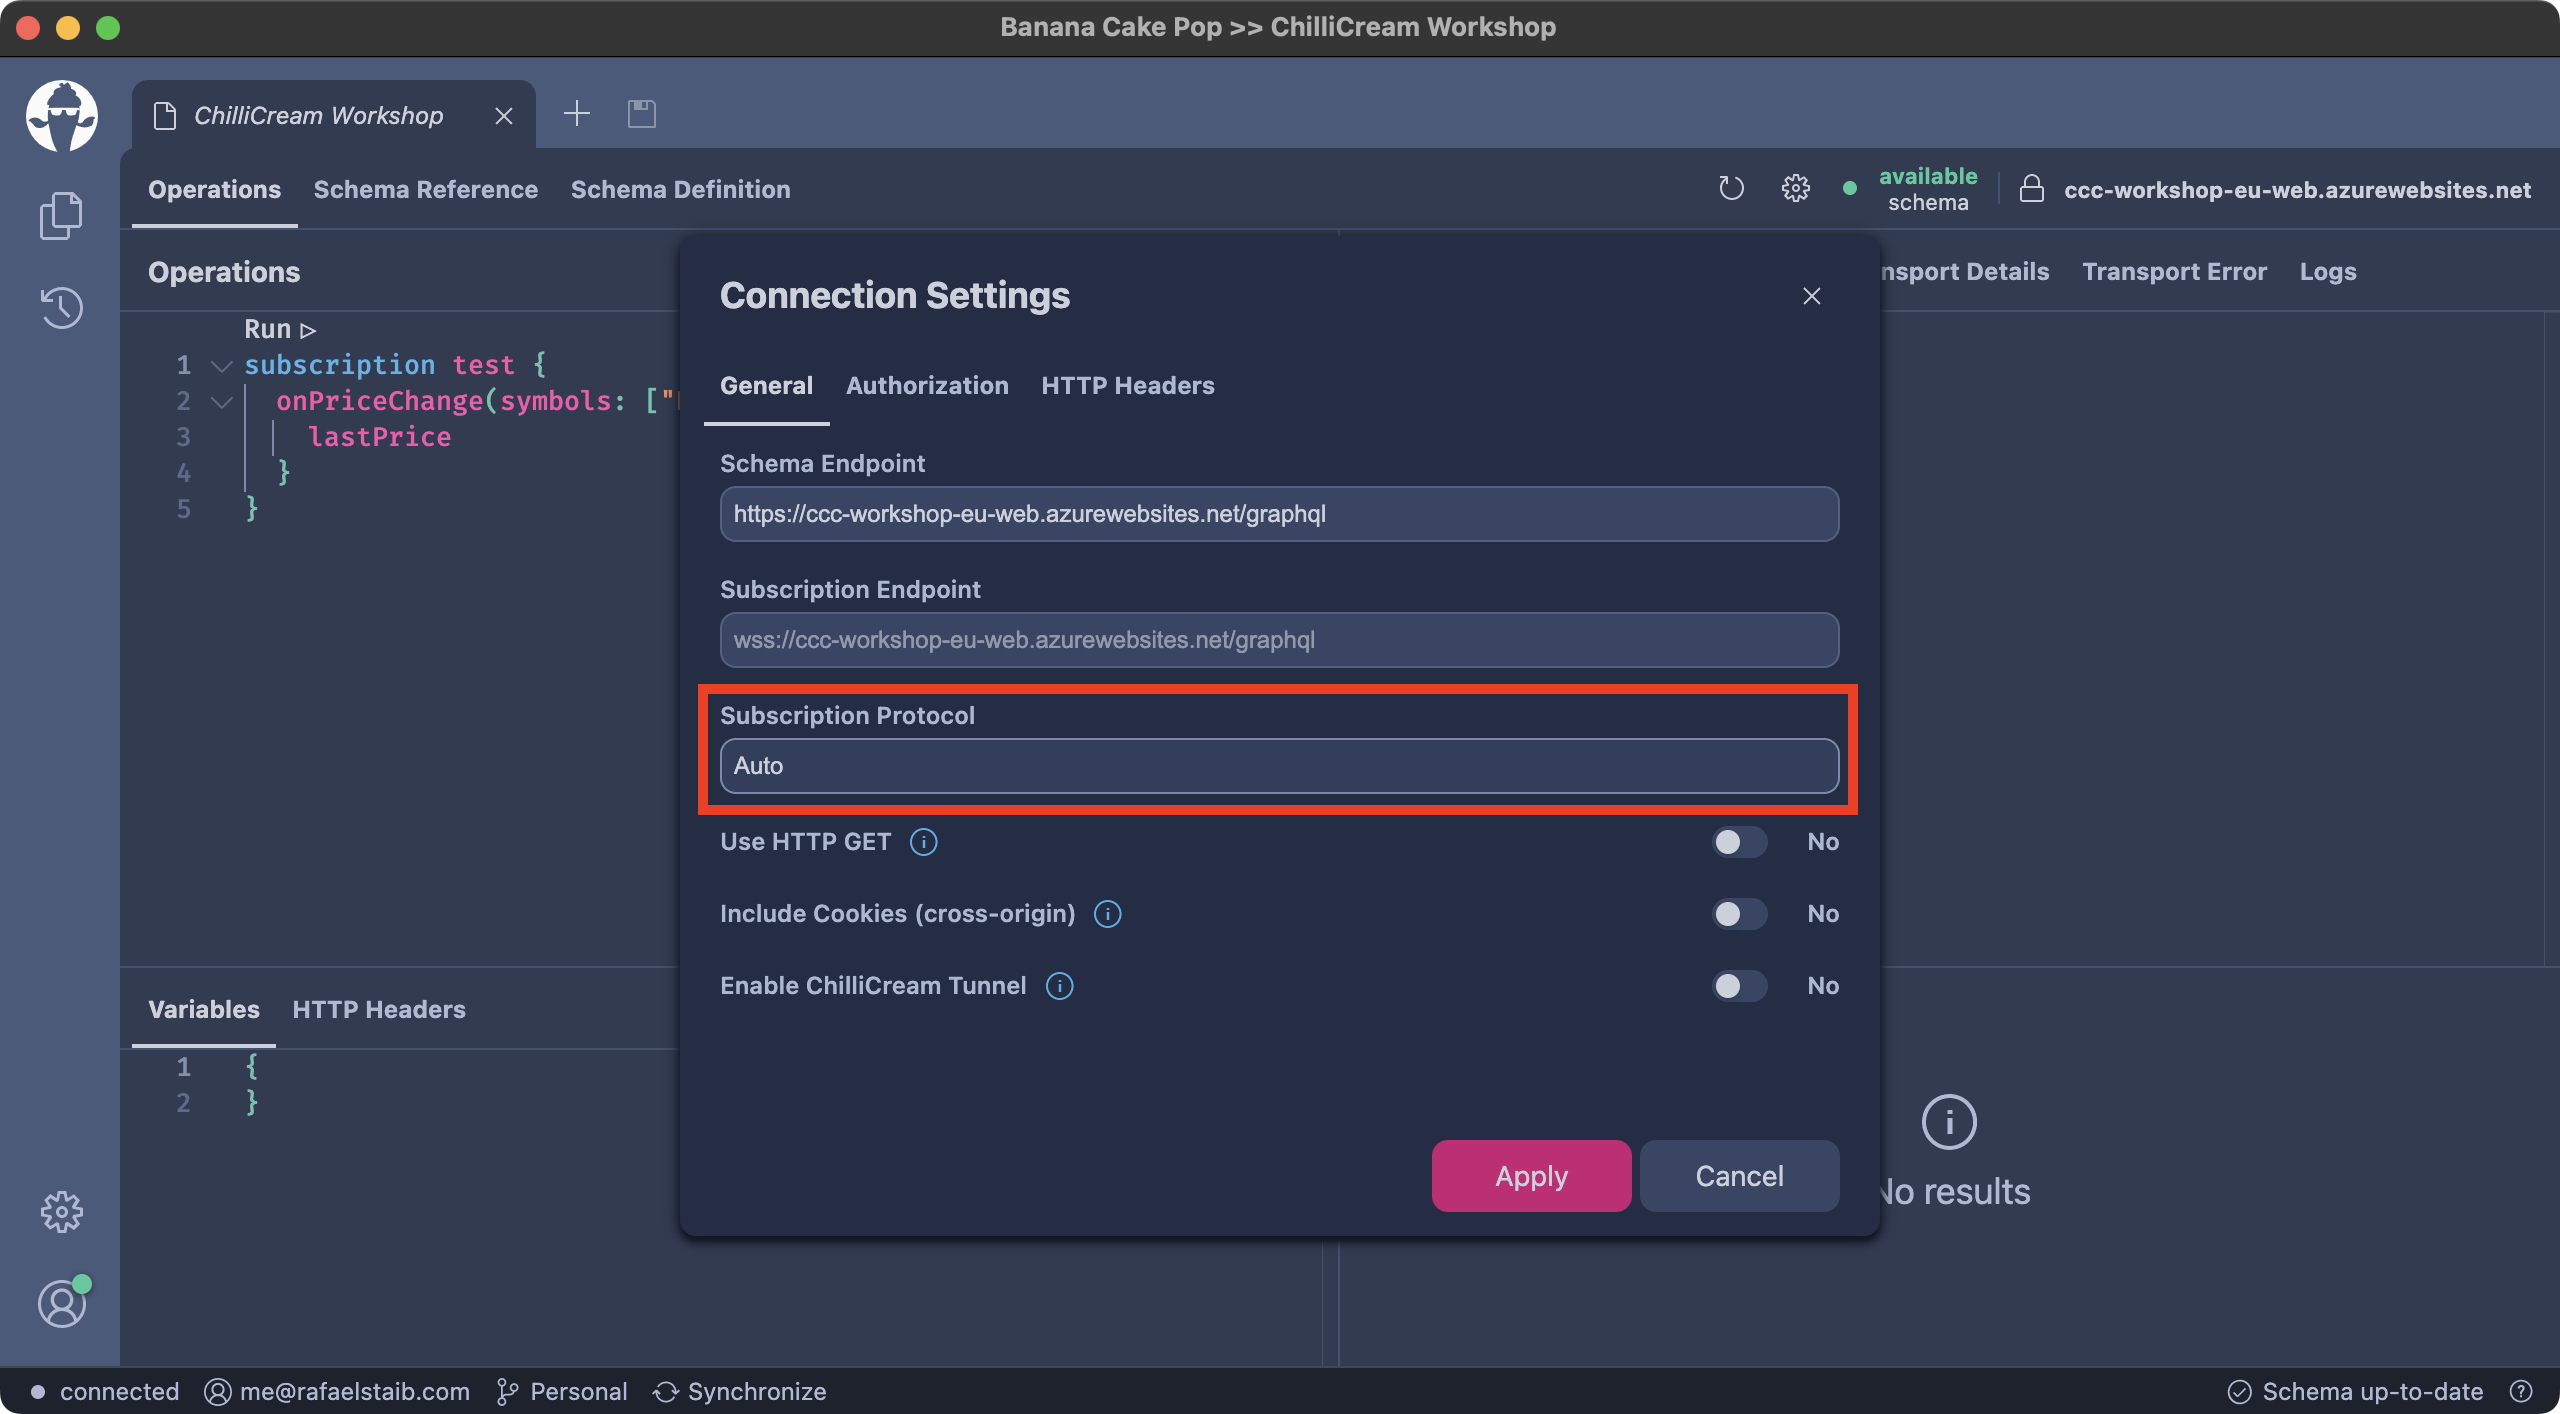 Banana Cake Pop >> ChilliCream Workshop
ChilliCream Workshop
Operations Schema Reference Schema Definition
available
schema
ccc-workshop-eu-web.azurewebsites.net
Operations
Transport Error Logs
nsport Details
Run ▷
1 subscription test {
2 onPriceChange(symbols: ["
3 lastPrice
4 }
5 }
Connection Settings
General Authorization HTTP Headers
Schema Endpoint
https://ccc-workshop-eu-web.azurewebsites.net/graphql
Subscription Endpoint
wss://ccc-workshop-eu-web.azurewebsites.net/graphql
Subscription Protocol
Auto
Use HTTP GET No
Include Cookies (cross-origin) No
Enable ChilliCream Tunnel No
Apply Cancel
Variables HTTP Headers
1 {
2 }
No results
connected me@rafaelstaib.com Personal Synchronize Schema up-to-date